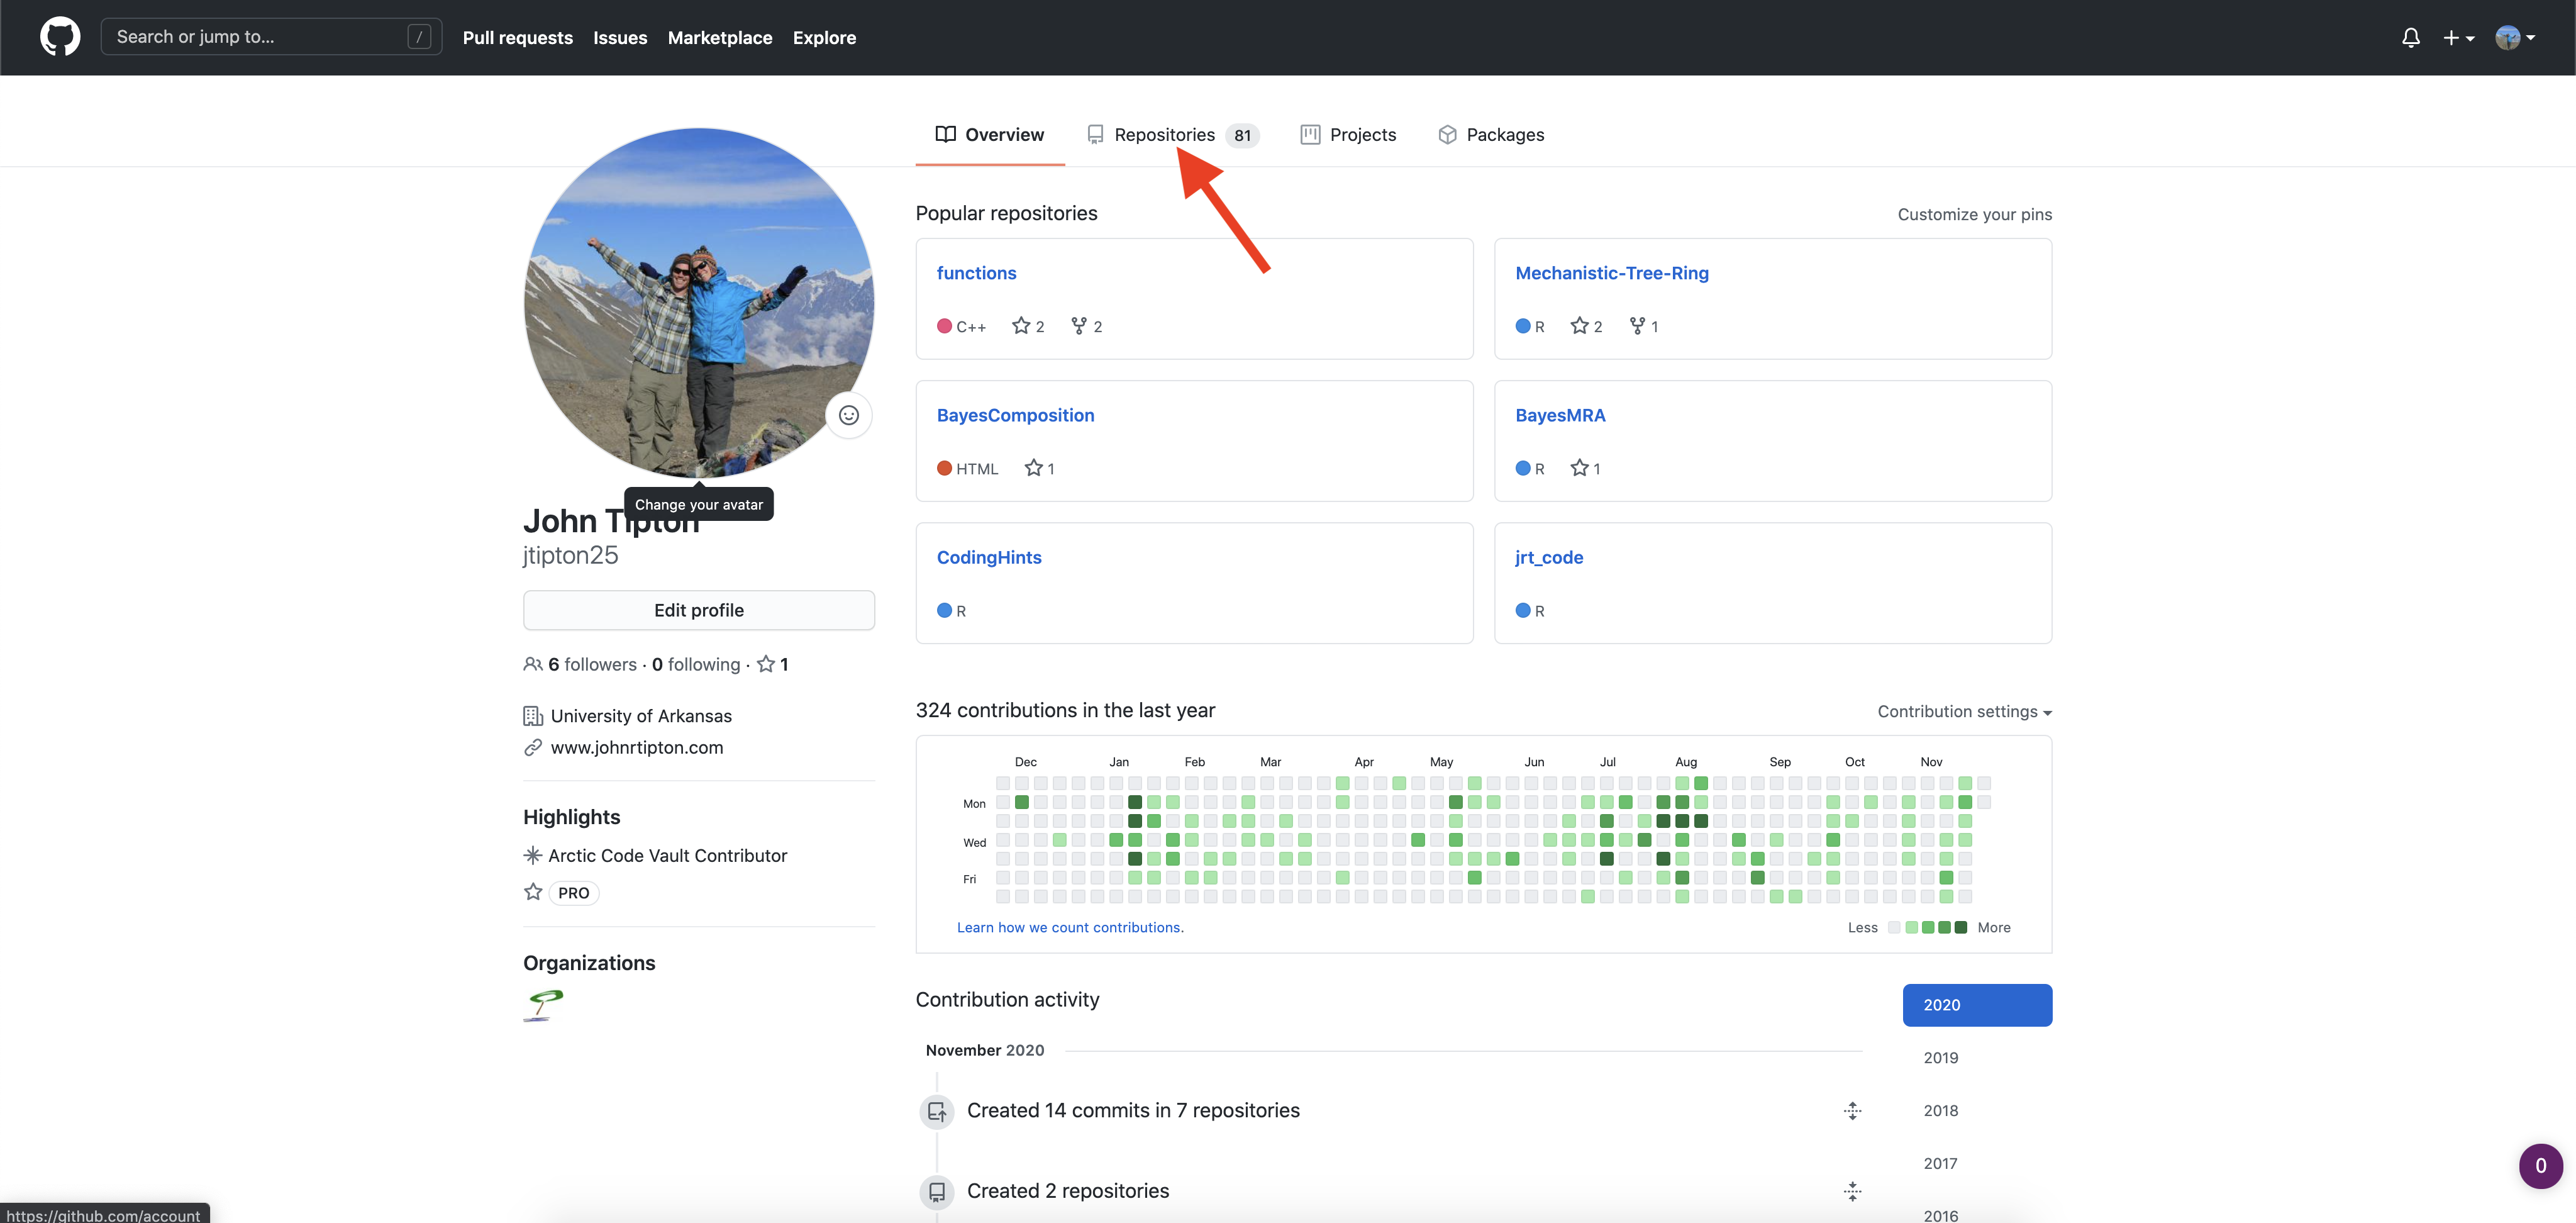 Search or jump to... /
Pull requests Issues Marketplace Explore
Overview Repositories 81 Projects Packages
Change your avatar
John Tipton
jtipton25
Edit profile
6 followers · 0 following · 1
University of Arkansas
www.johnrtipton.com
Highlights
Arctic Code Vault Contributor
PRO
Organizations
Popular repositories
Customize your pins
functions
C++ 2 2
Mechanistic-Tree-Ring
R 2 1
BayesComposition
HTML 1
BayesMRA
R 1
CodingHints
R
jrt_code
R
324 contributions in the last year
Contribution settings
Dec Jan Feb Mar Apr May Jun Jul Aug Sep Oct Nov
Mon
Wed
Fri
Learn how we count contributions.
Less More
Contribution activity
November 2020
Created 14 commits in 7 repositories
Created 2 repositories
2020
2019
2018
2017
2016
0
https://github.com/account